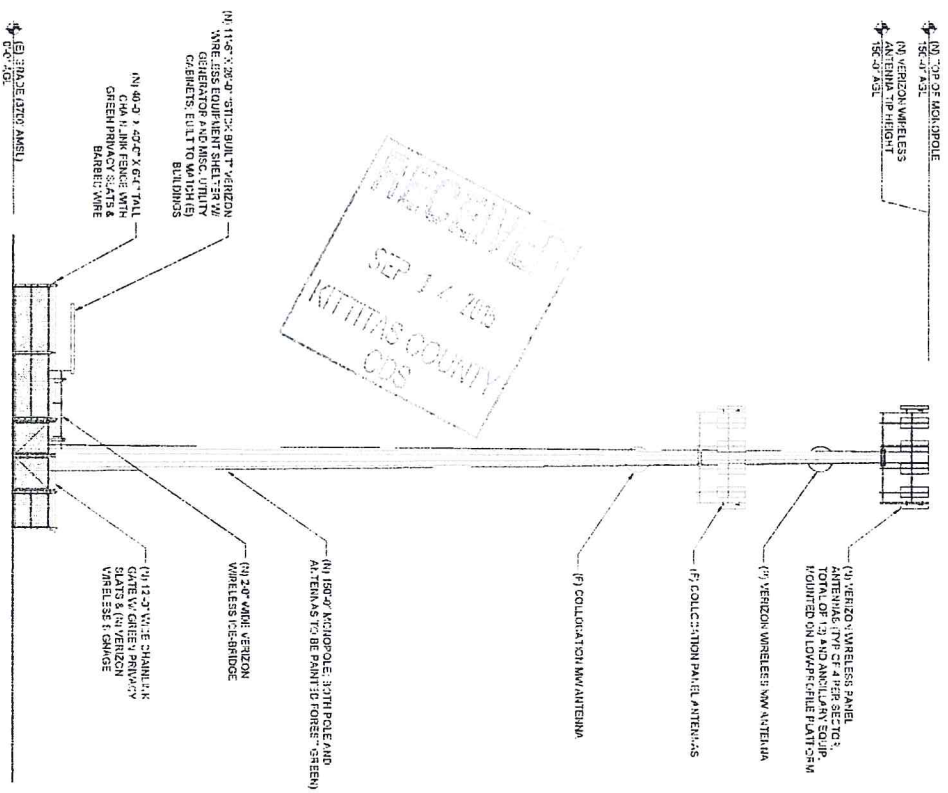 (N) TOP OF MONOPOLE
150'-0" AGL
(N) VERIZON WIRELESS
ANTENNA TIP HEIGHT
150'-0" AGL
(N) VERIZON WIRELESS PANEL
ANTENNAS (TYP OF 4 PER SECTOR,
TOTAL OF 12) AND ANCILLARY EQUIP.
MOUNTED ON LOW-PROFILE PLATFORM
VERIZON WIRELESS MW ANTENNA
(F) COLLOCATION PANEL ANTENNAS
(F) COLLOCATION MW ANTENNA
(N) 150'-0" MONOPOLE; BOTH POLE AND
ANTENNAS TO BE PAINTED FOREST GREEN)
(N) 2'-0" WIDE VERIZON
WIRELESS ICE-BRIDGE
(N) 12'-0" WIDE CHAINLINK
GATE W/ GREEN PRIVACY
SLATS & (N) VERIZON
WIRELESS SIGNAGE
(N) 11'-6" X 26'-0" "STICK BUILT" VERIZON
WIRELESS EQUIPMENT SHELTER W/
GENERATOR AND MISC. UTILITY
CABINETS; BUILT TO MATCH (E)
BUILDINGS
(N) 40'-0" X 40'-0" X 6'-0" TALL
CHAINLINK FENCE WITH
GREEN PRIVACY SLATS &
BARBED WIRE
(E) GRADE (3700' AMSL)
0'-0" AGL
RECEIVED
SEP 14
KITTITAS COUNTY
CDS